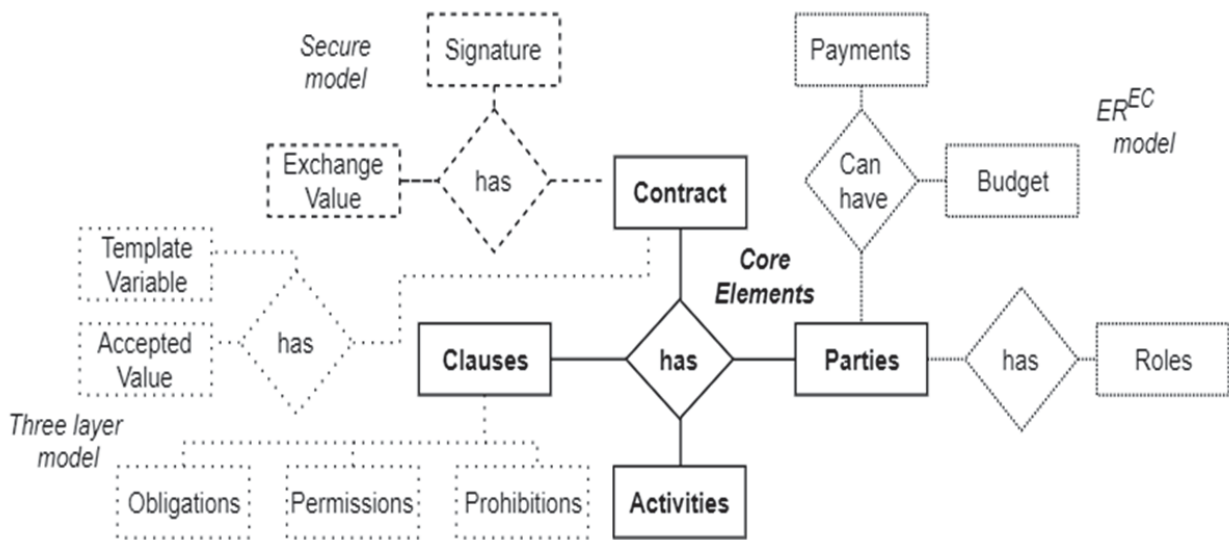 Secure
model
Signature
Payments
ER^EC
model
Exchange
Value
has
Contract
Can
have
Budget
Template
Variable
Core
Elements
Accepted
Value
has
Clauses
has
Parties
has
Roles
Three layer
model
Obligations
Permissions
Prohibitions
Activities